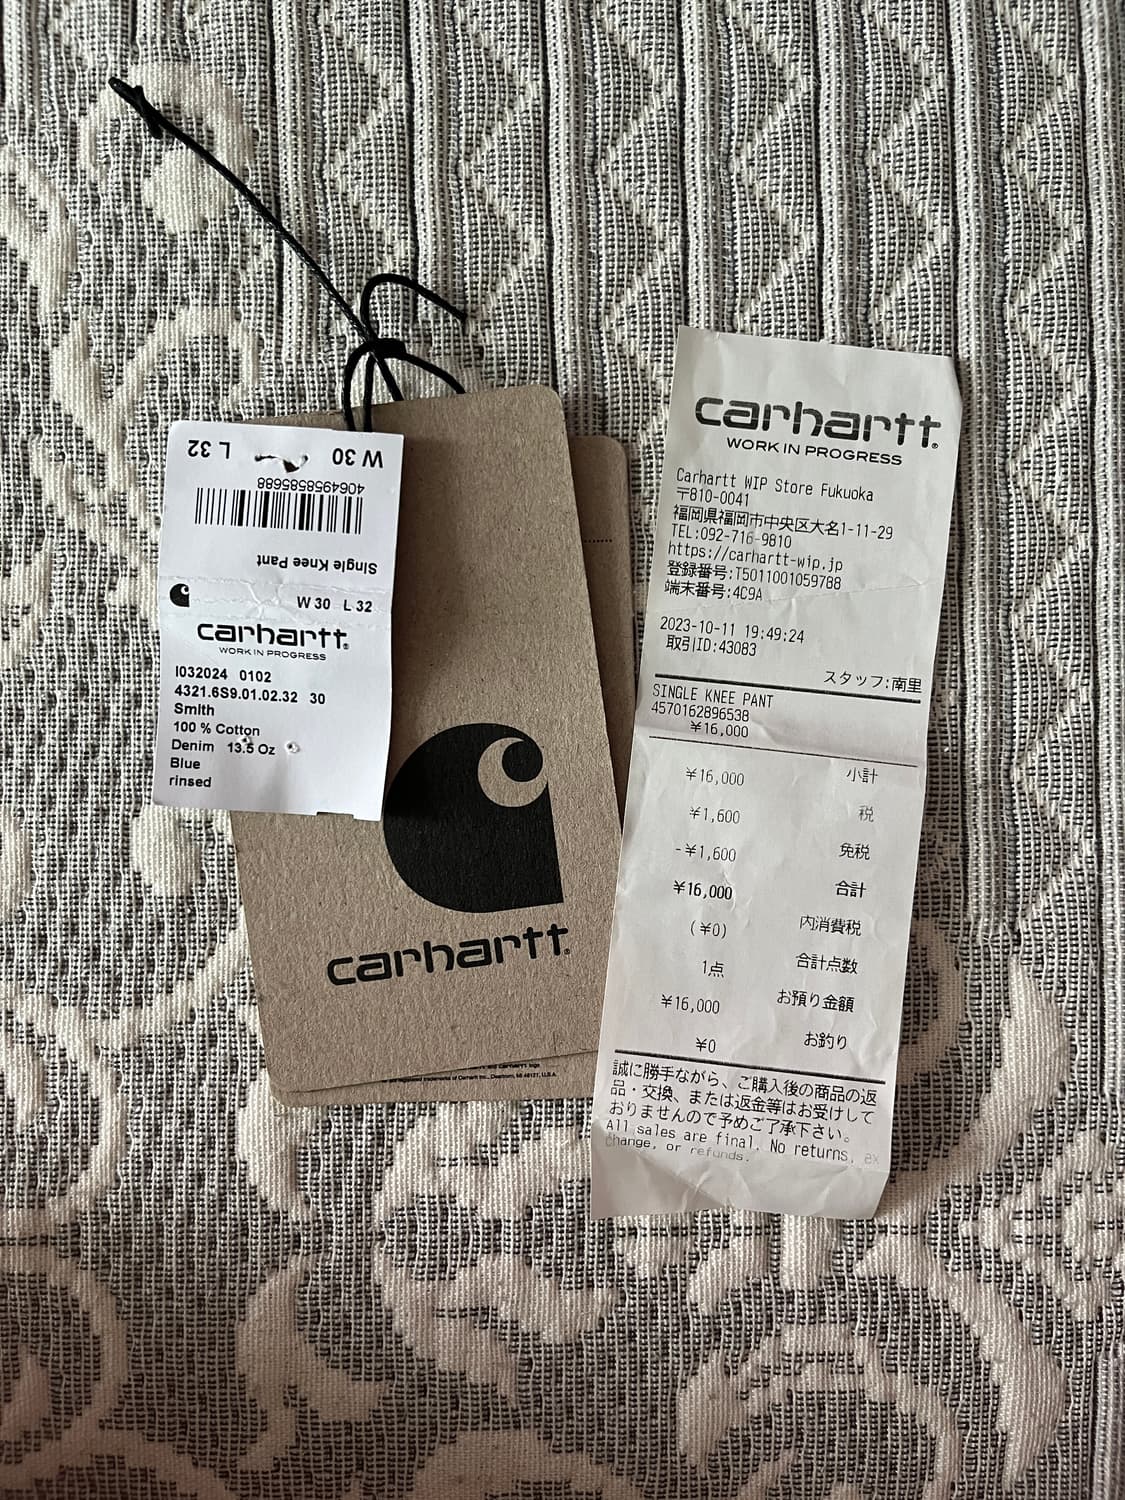 W 30 L 32
4064958585688
Single Knee Pant
W 30 L 32
carhartt®
WORK IN PROGRESS
I032024 0102
4321.6S9.01.02.32 30
Smith
100 % Cotton
Denim 13.5 Oz
Blue
rinsed
carhartt®
carhartt®
WORK IN PROGRESS
Carhartt WIP Store Fukuoka
〒810-0041
福岡県福岡市中央区大名1-11-29
TEL:092-716-9810
https://carhartt-wip.jp
登録番号:T5011001059788
端末番号:4C9A
2023-10-11 19:49:24
取引ID:43083
スタッフ:南里
SINGLE KNEE PANT
4570162896538
¥16,000
¥16,000 小計
¥1,600 税
-¥1,600 免税
¥16,000 合計
(¥0) 内消費税
1点 合計点数
¥16,000 お預り金額
¥0 お釣り
誠に勝手ながら、ご購入後の商品の返
品・交換、または返金等はお受けして
おりませんので予めご了承下さい。
All sales are final. No returns, ex
change, or refunds.